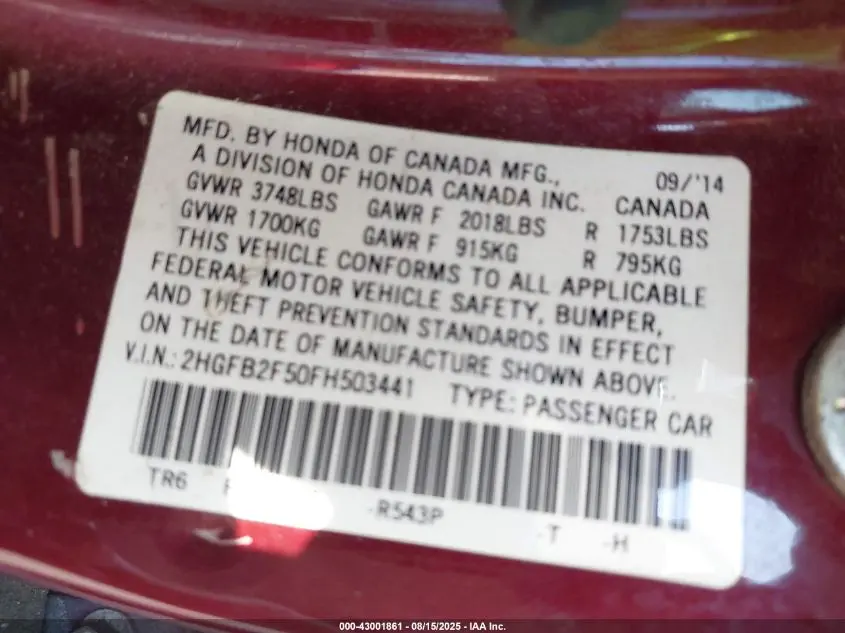 MFD. BY HONDA OF CANADA MFG., 09/'14
A DIVISION OF HONDA CANADA INC. CANADA
GVWR 3748LBS GAWR F 2018LBS R 1753LBS
GVWR 1700KG GAWR F 915KG R 795KG
THIS VEHICLE CONFORMS TO ALL APPLICABLE
FEDERAL MOTOR VEHICLE SAFETY, BUMPER,
AND THEFT PREVENTION STANDARDS IN EFFECT
ON THE DATE OF MANUFACTURE SHOWN ABOVE.
V.I.N.: 2HGFB2F50FH503441 TYPE: PASSENGER CAR
TR6 -R543P -T -H
000-43001861 - 08/15/2025 - IAA Inc.